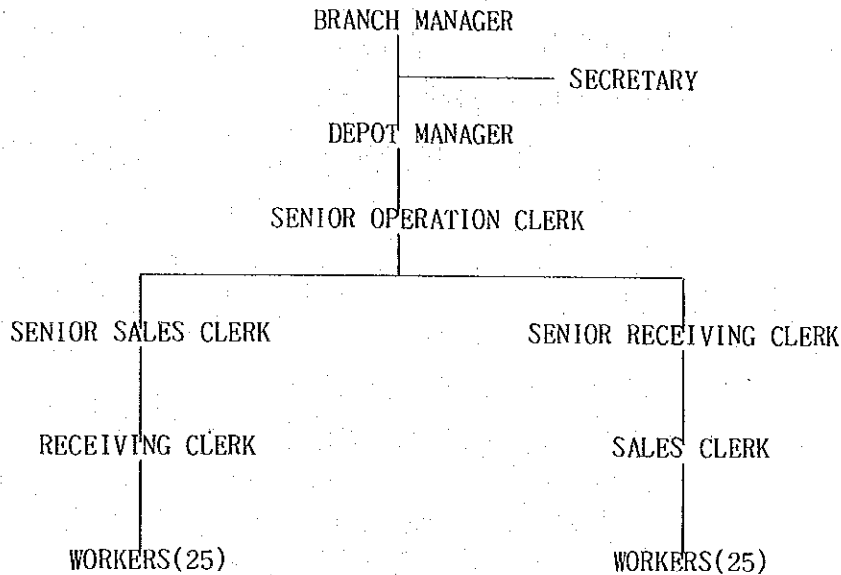 BRANCH MANAGER
SECRETARY
DEPOT MANAGER
SENIOR OPERATION CLERK
SENIOR SALES CLERK
SENIOR RECEIVING CLERK
RECEIVING CLERK
SALES CLERK
WORKERS(25)
WORKERS(25)